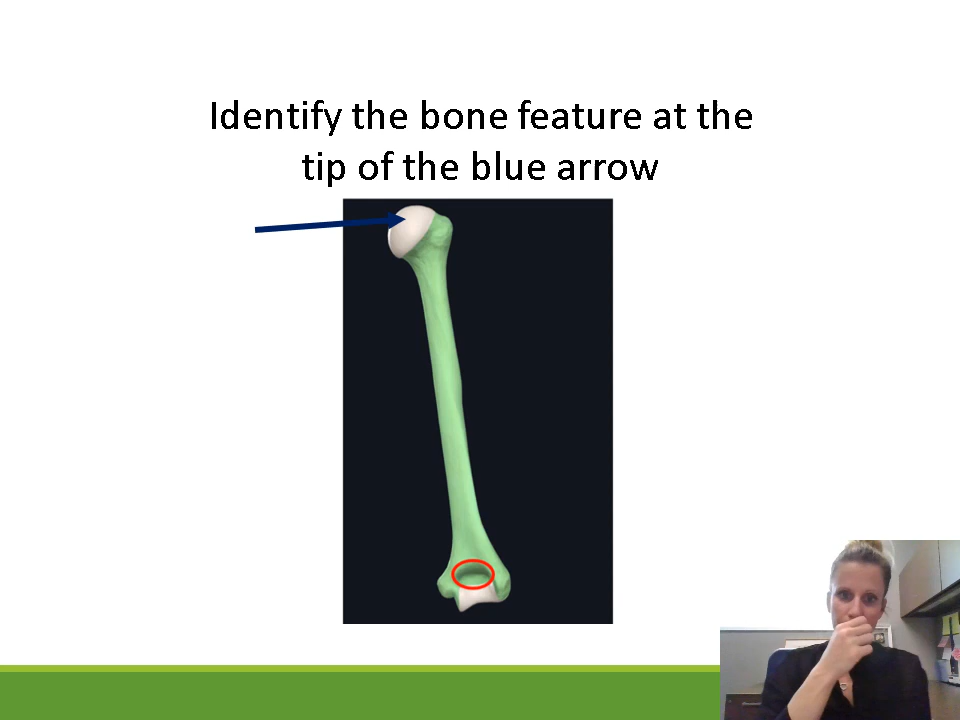 Identify the bone feature at the
tip of the blue arrow